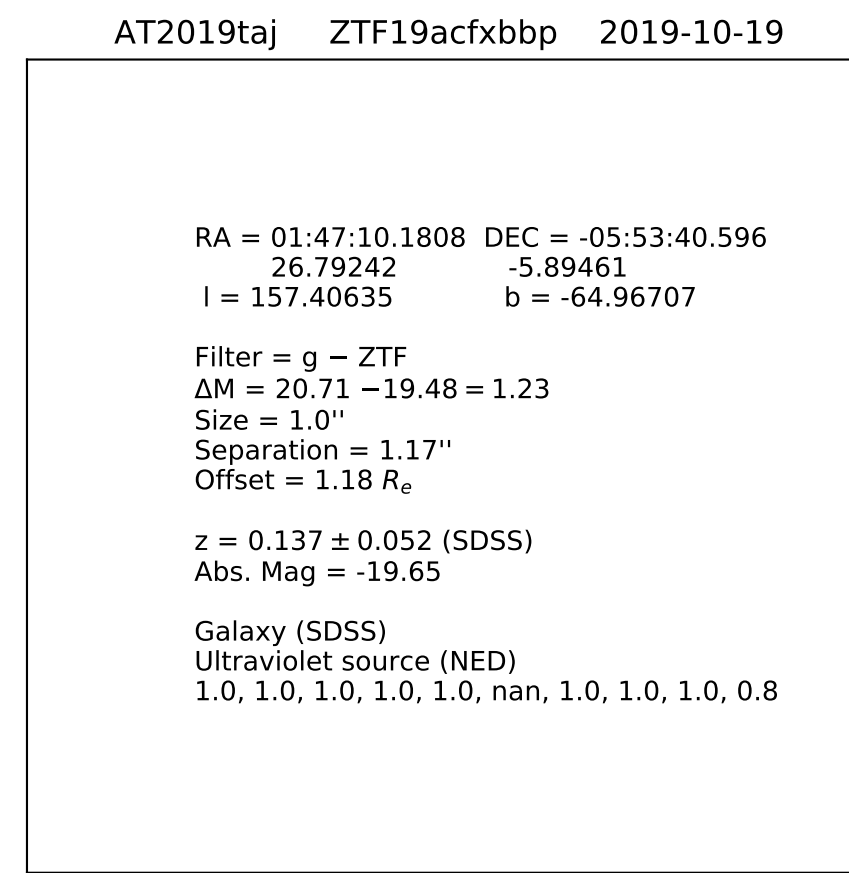 AT2019taj ZTF19acfxbbp 2019-10-19
RA = 01:47:10.1808 DEC = -05:53:40.596
26.79242 -5.89461
l = 157.40635 b = -64.96707
Filter = g − ZTF
ΔM = 20.71 −19.48 = 1.23
Size = 1.0''
Separation = 1.17''
Offset = 1.18 Re
z = 0.137 ± 0.052 (SDSS)
Abs. Mag = -19.65
Galaxy (SDSS)
Ultraviolet source (NED)
1.0, 1.0, 1.0, 1.0, 1.0, nan, 1.0, 1.0, 1.0, 0.8